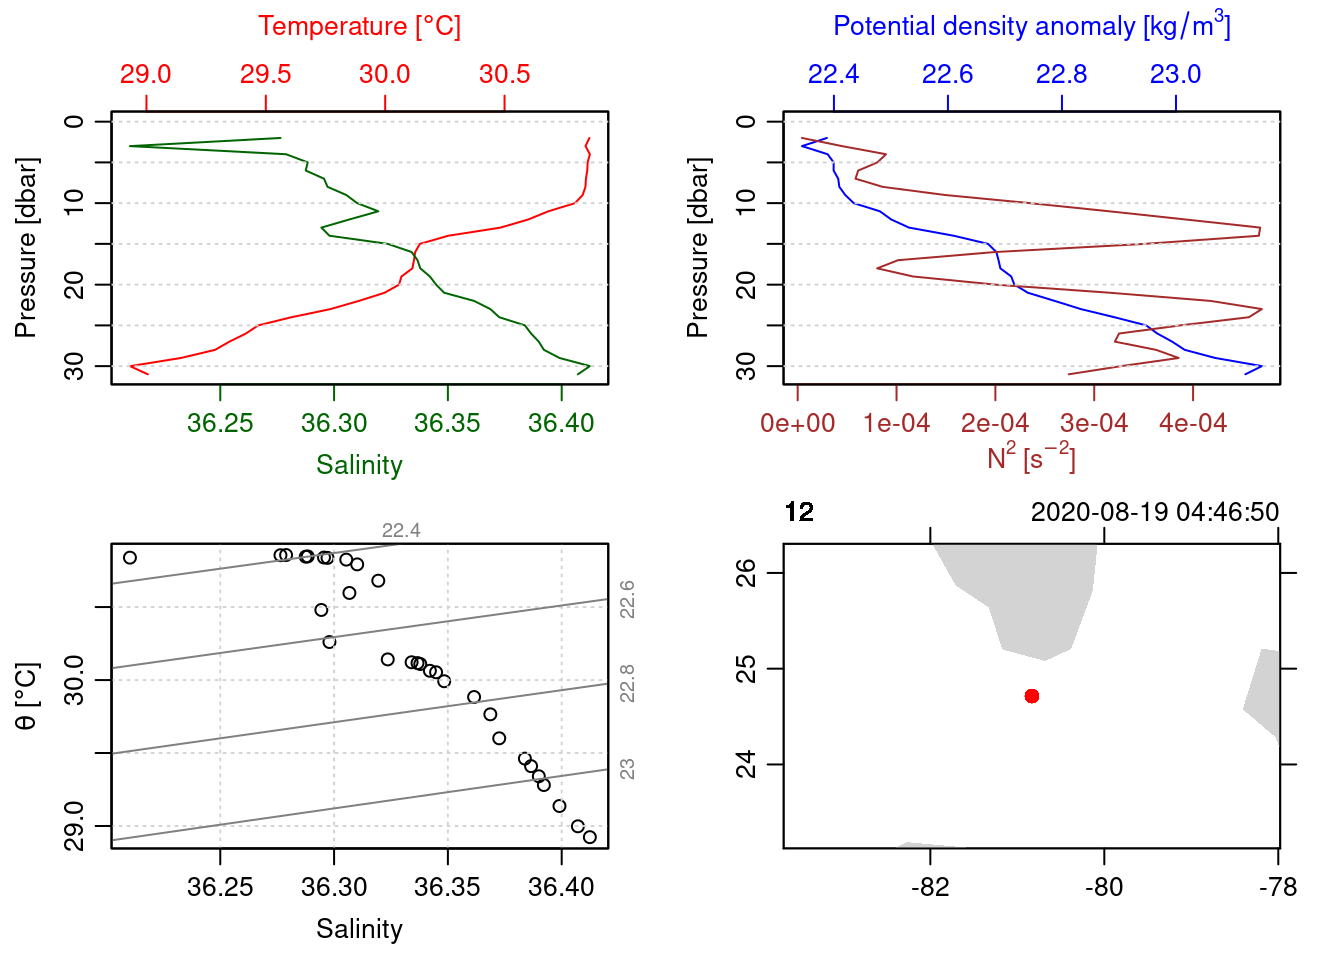 Temperature [°C]
29.0 29.5 30.0 30.5
0
10
20
30
Pressure [dbar]
36.25 36.30 36.35 36.40
Salinity
Potential density anomaly [kg/m³]
22.4 22.6 22.8 23.0
0
10
20
30
Pressure [dbar]
0e+00 1e-04 2e-04 3e-04 4e-04
N² [s⁻²]
22.4
22.6
22.8
23
30.0
29.0
θ [°C]
36.25 36.30 36.35 36.40
Salinity
12 2020-08-19 04:46:50
26
25
24
-82 -80 -78